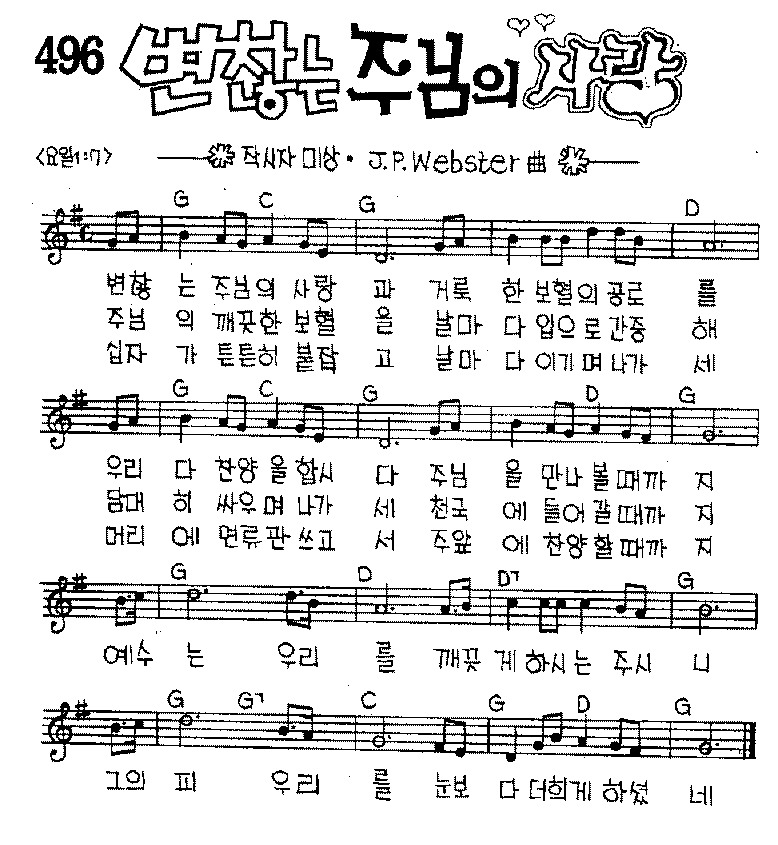 496 변찮는 주님의 사랑
<요일1:7> 작시자 미상 · J.P. Webster 曲
G C G D
변향 는 주님의 사랑 과 거룩 한 보혈의 공로 를
주님 의 깨끗한 보혈 을 날마 다 입으로 간증 해
십자 가 튼튼히 붙잡 고 날마 다 이기며 나가 세
G C G D G
우리 다 찬양을 합시 다 주님 을 만나 볼때까 지
담대 히 싸우며 나가 세 천국 에 들어 갈때까 지
머리 에 면류관 쓰고 서 주앞 에 찬양할때까 지
G D D7 G
예수 는 우리 를 깨끗 게 하시는 주시 니
G G7 C G D G
그의 피 우리 를 눈보 다 더희게 하셨 네